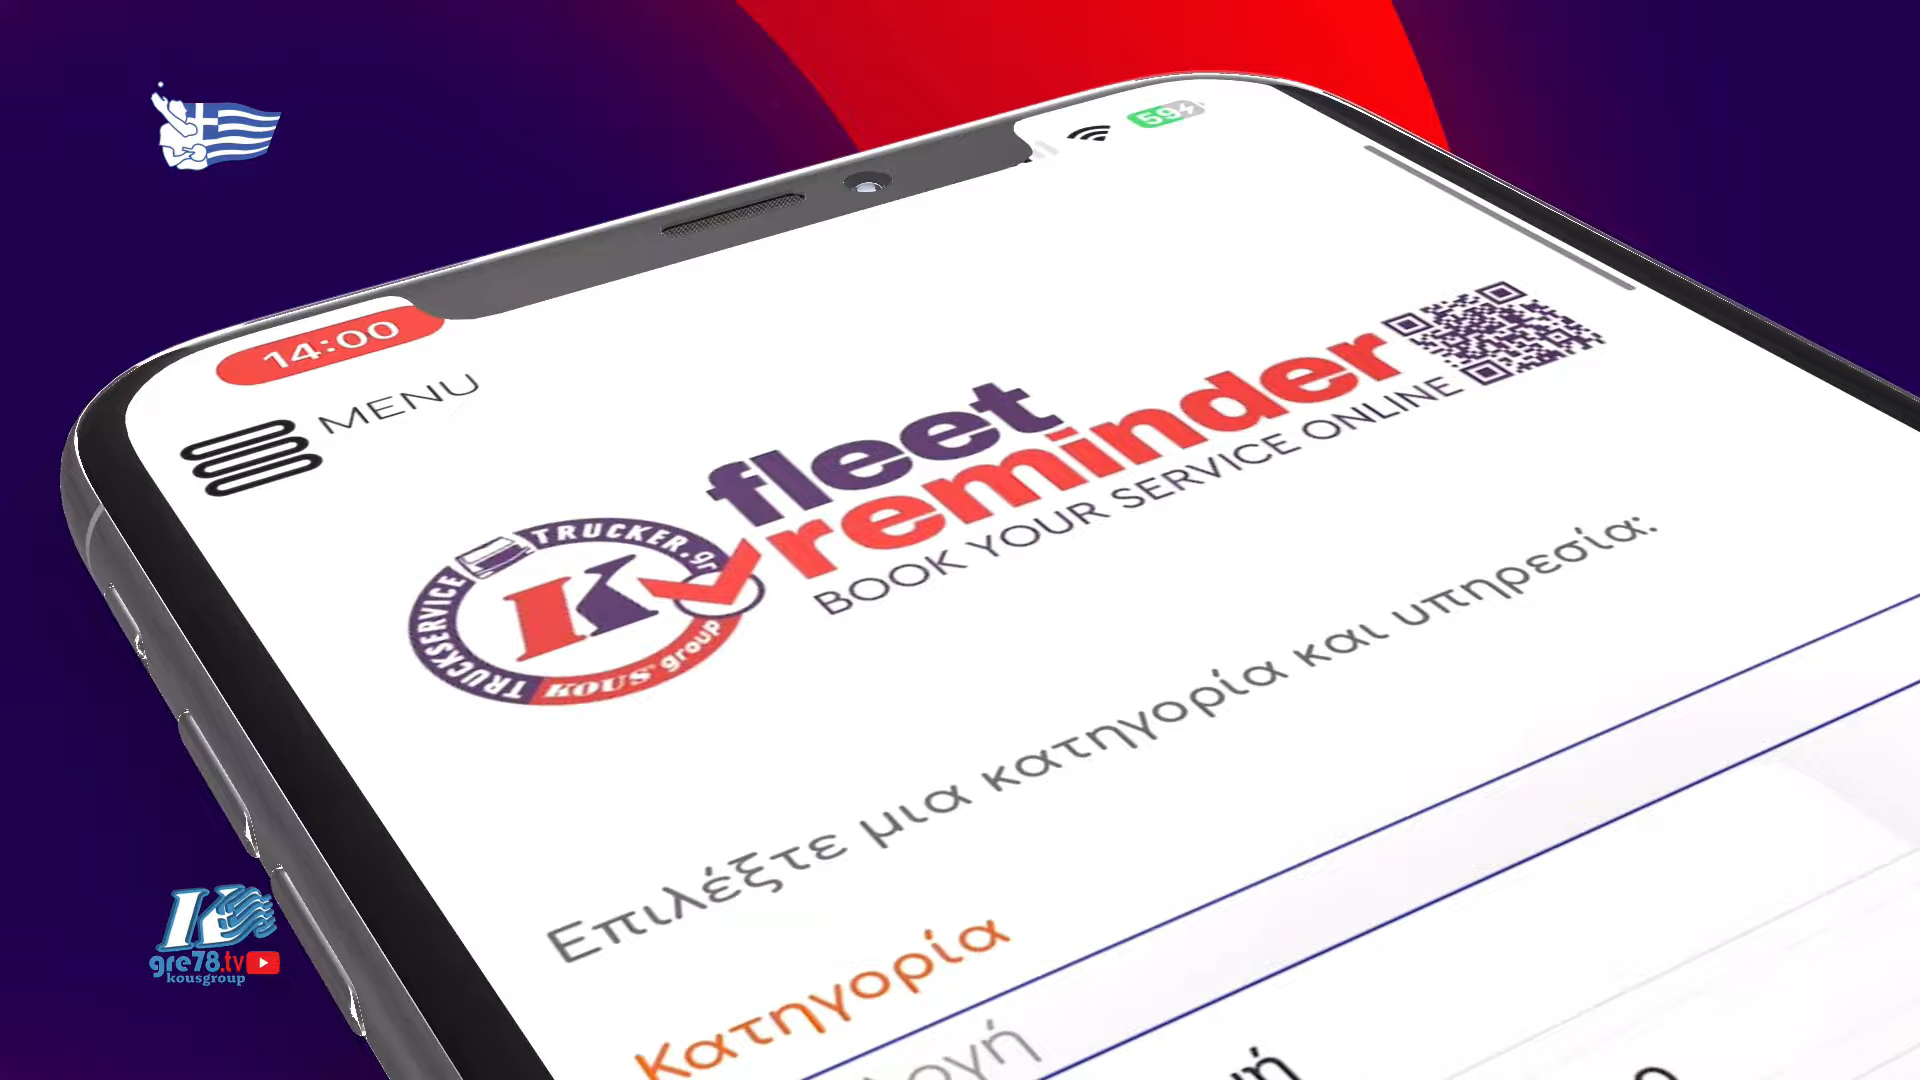 59
14:00
MENU
fleet
reminder
BOOK YOUR SERVICE ONLINE
TRUCKSERVICE TRUCKER.gr
K
KOUS group
Επιλέξτε μια κατηγορία και υπηρεσία:
Κατηγορία
K
gre78.tv
kousgroup